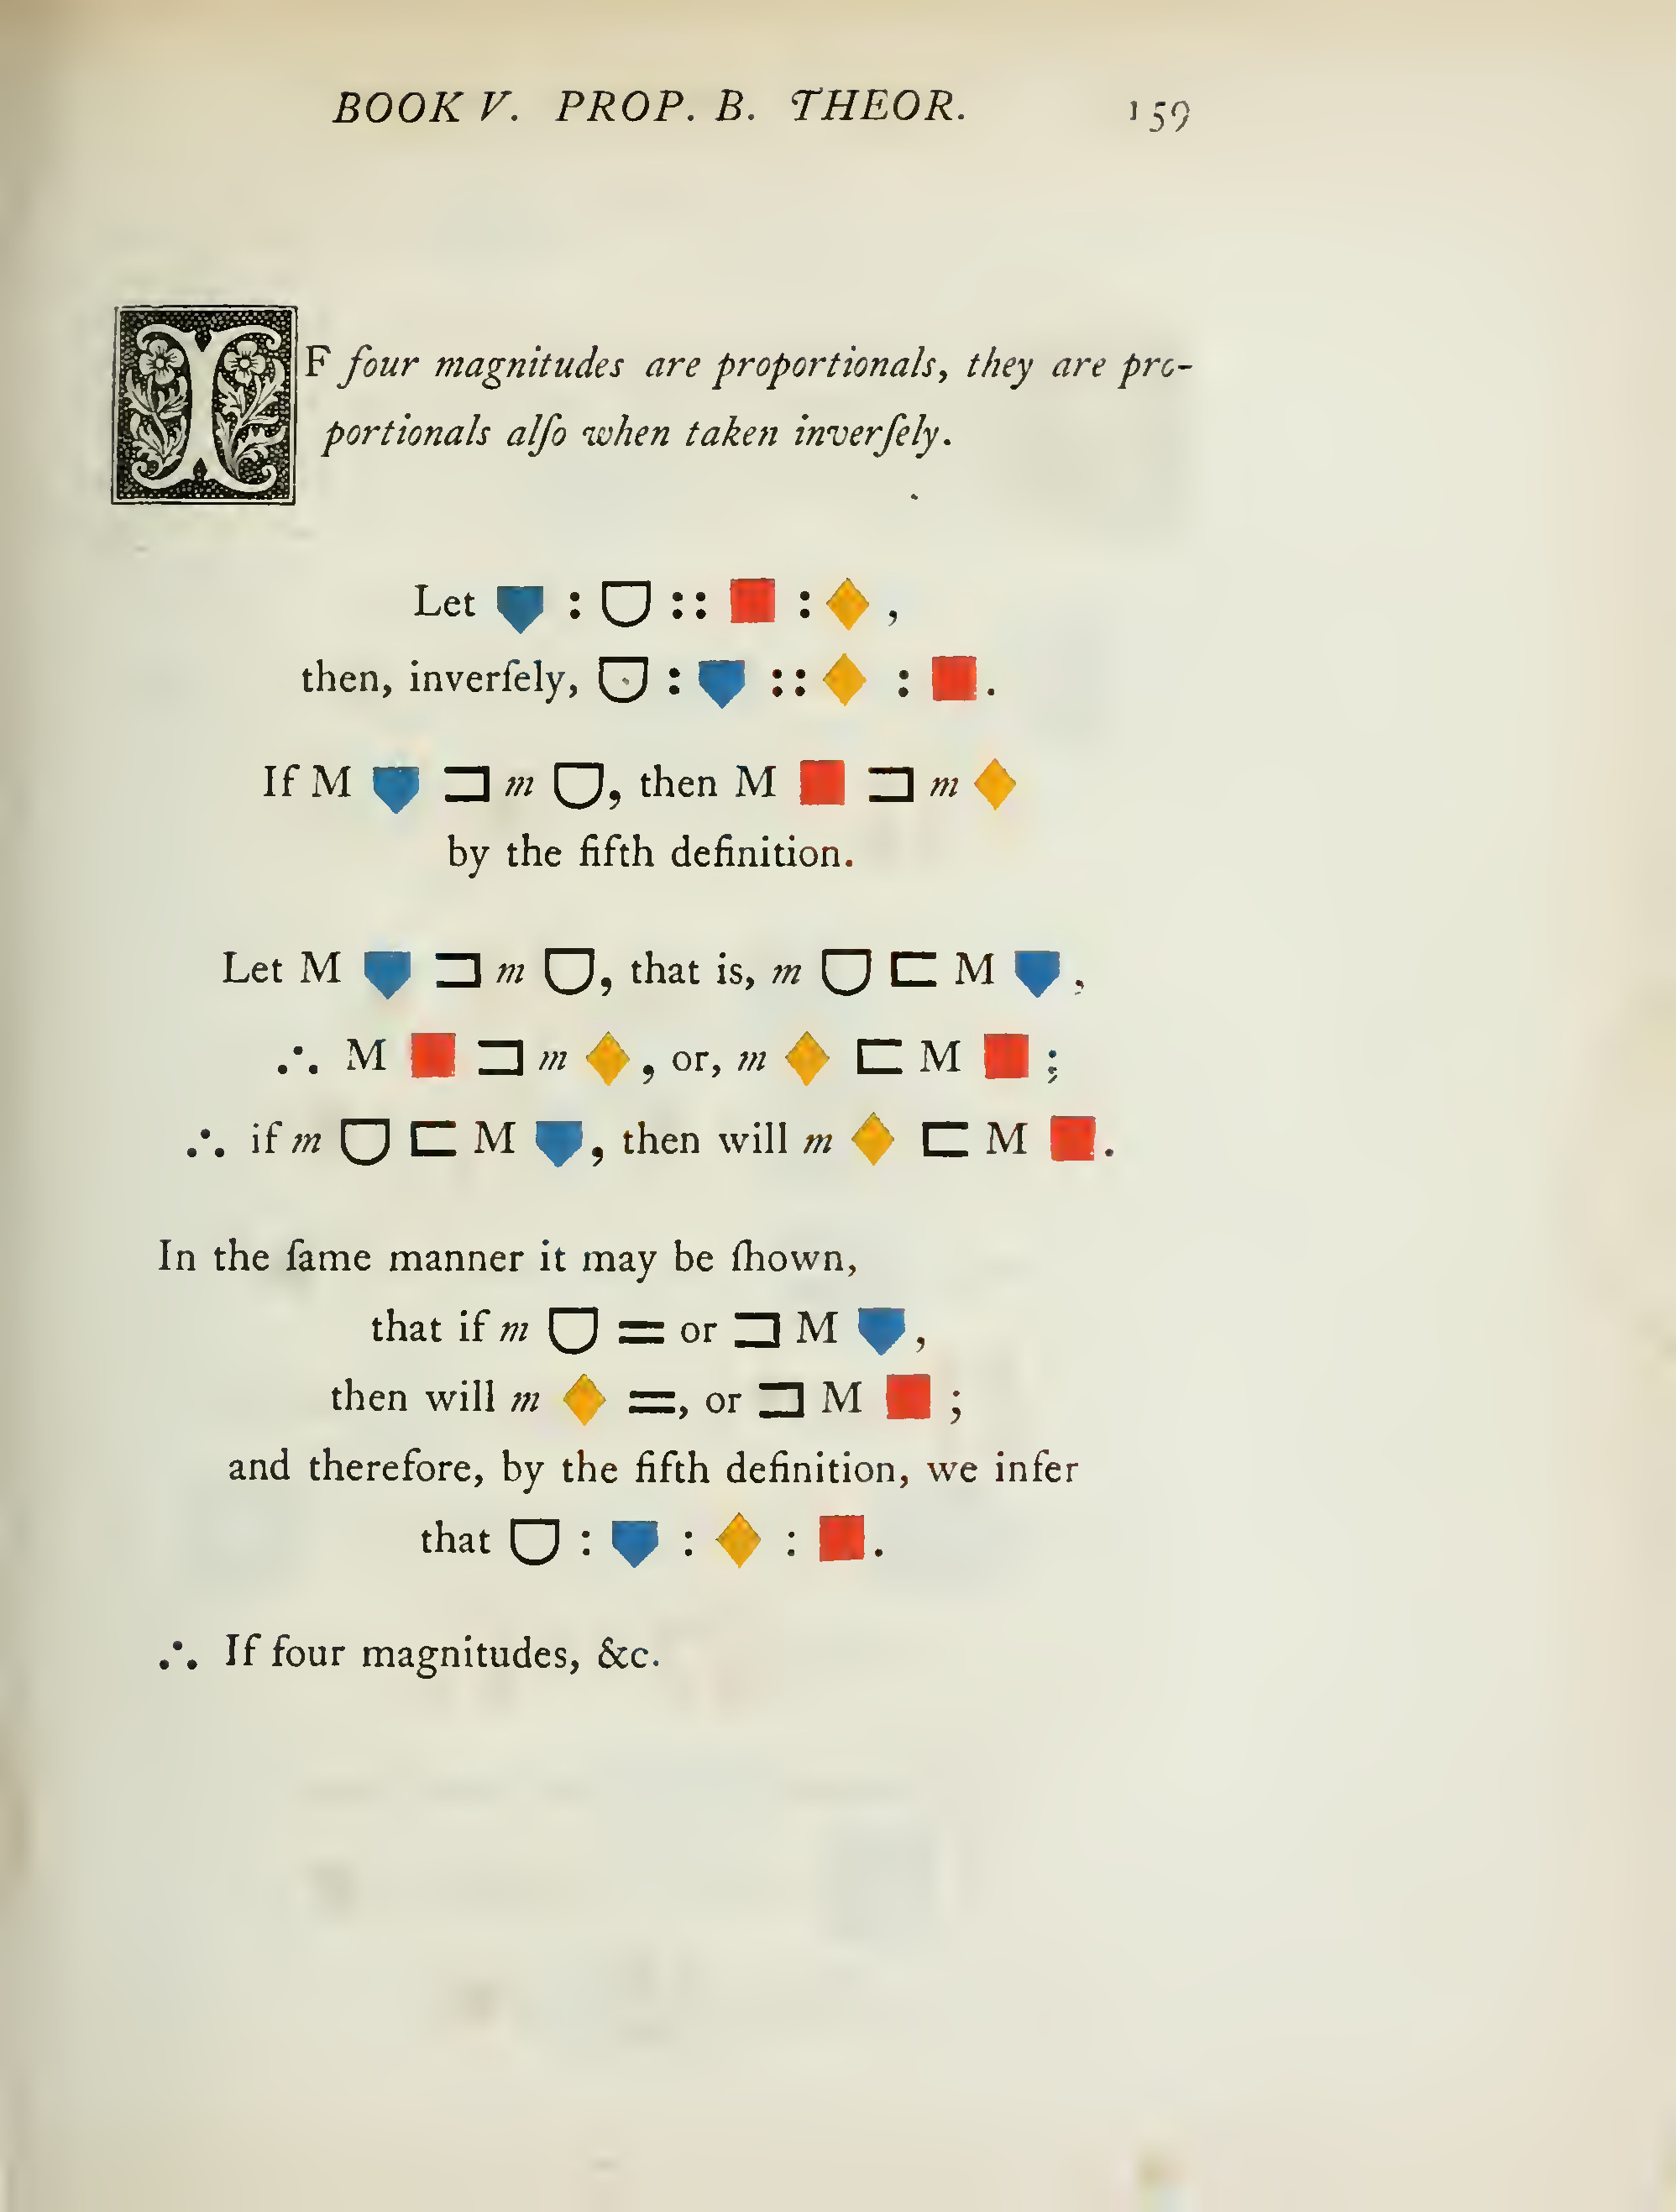 BOOK V. PROP. B. THEOR. 159
IF four magnitudes are proportionals, they are pro-
portionals alſo when taken inverſely.
Let : :: : ,
then, inverſely, : :: : .
If M ⊐ m , then M ⊐ m
by the fifth definition.
Let M ⊐ m , that is, m ⊏ M ,
∴ M ⊐ m , or, m ⊏ M ;
∴ if m ⊏ M , then will m ⊏ M .
In the ſame manner it may be ſhown,
that if m = or ⊐ M ,
then will m =, or ⊐ M ;
and therefore, by the fifth definition, we infer
that : : : .
∴ If four magnitudes, &c.